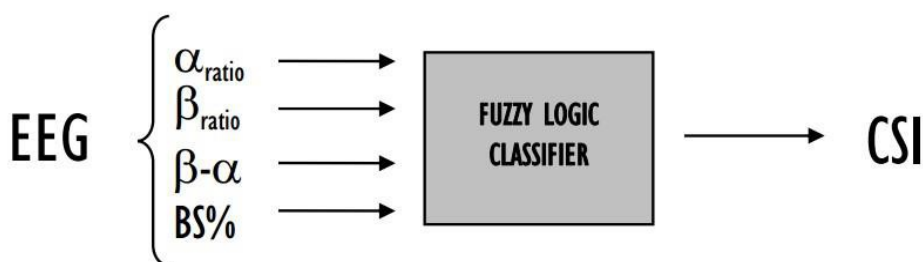 EEG
αratio
βratio
β-α
BS%
FUZZY LOGIC
CLASSIFIER
CSI